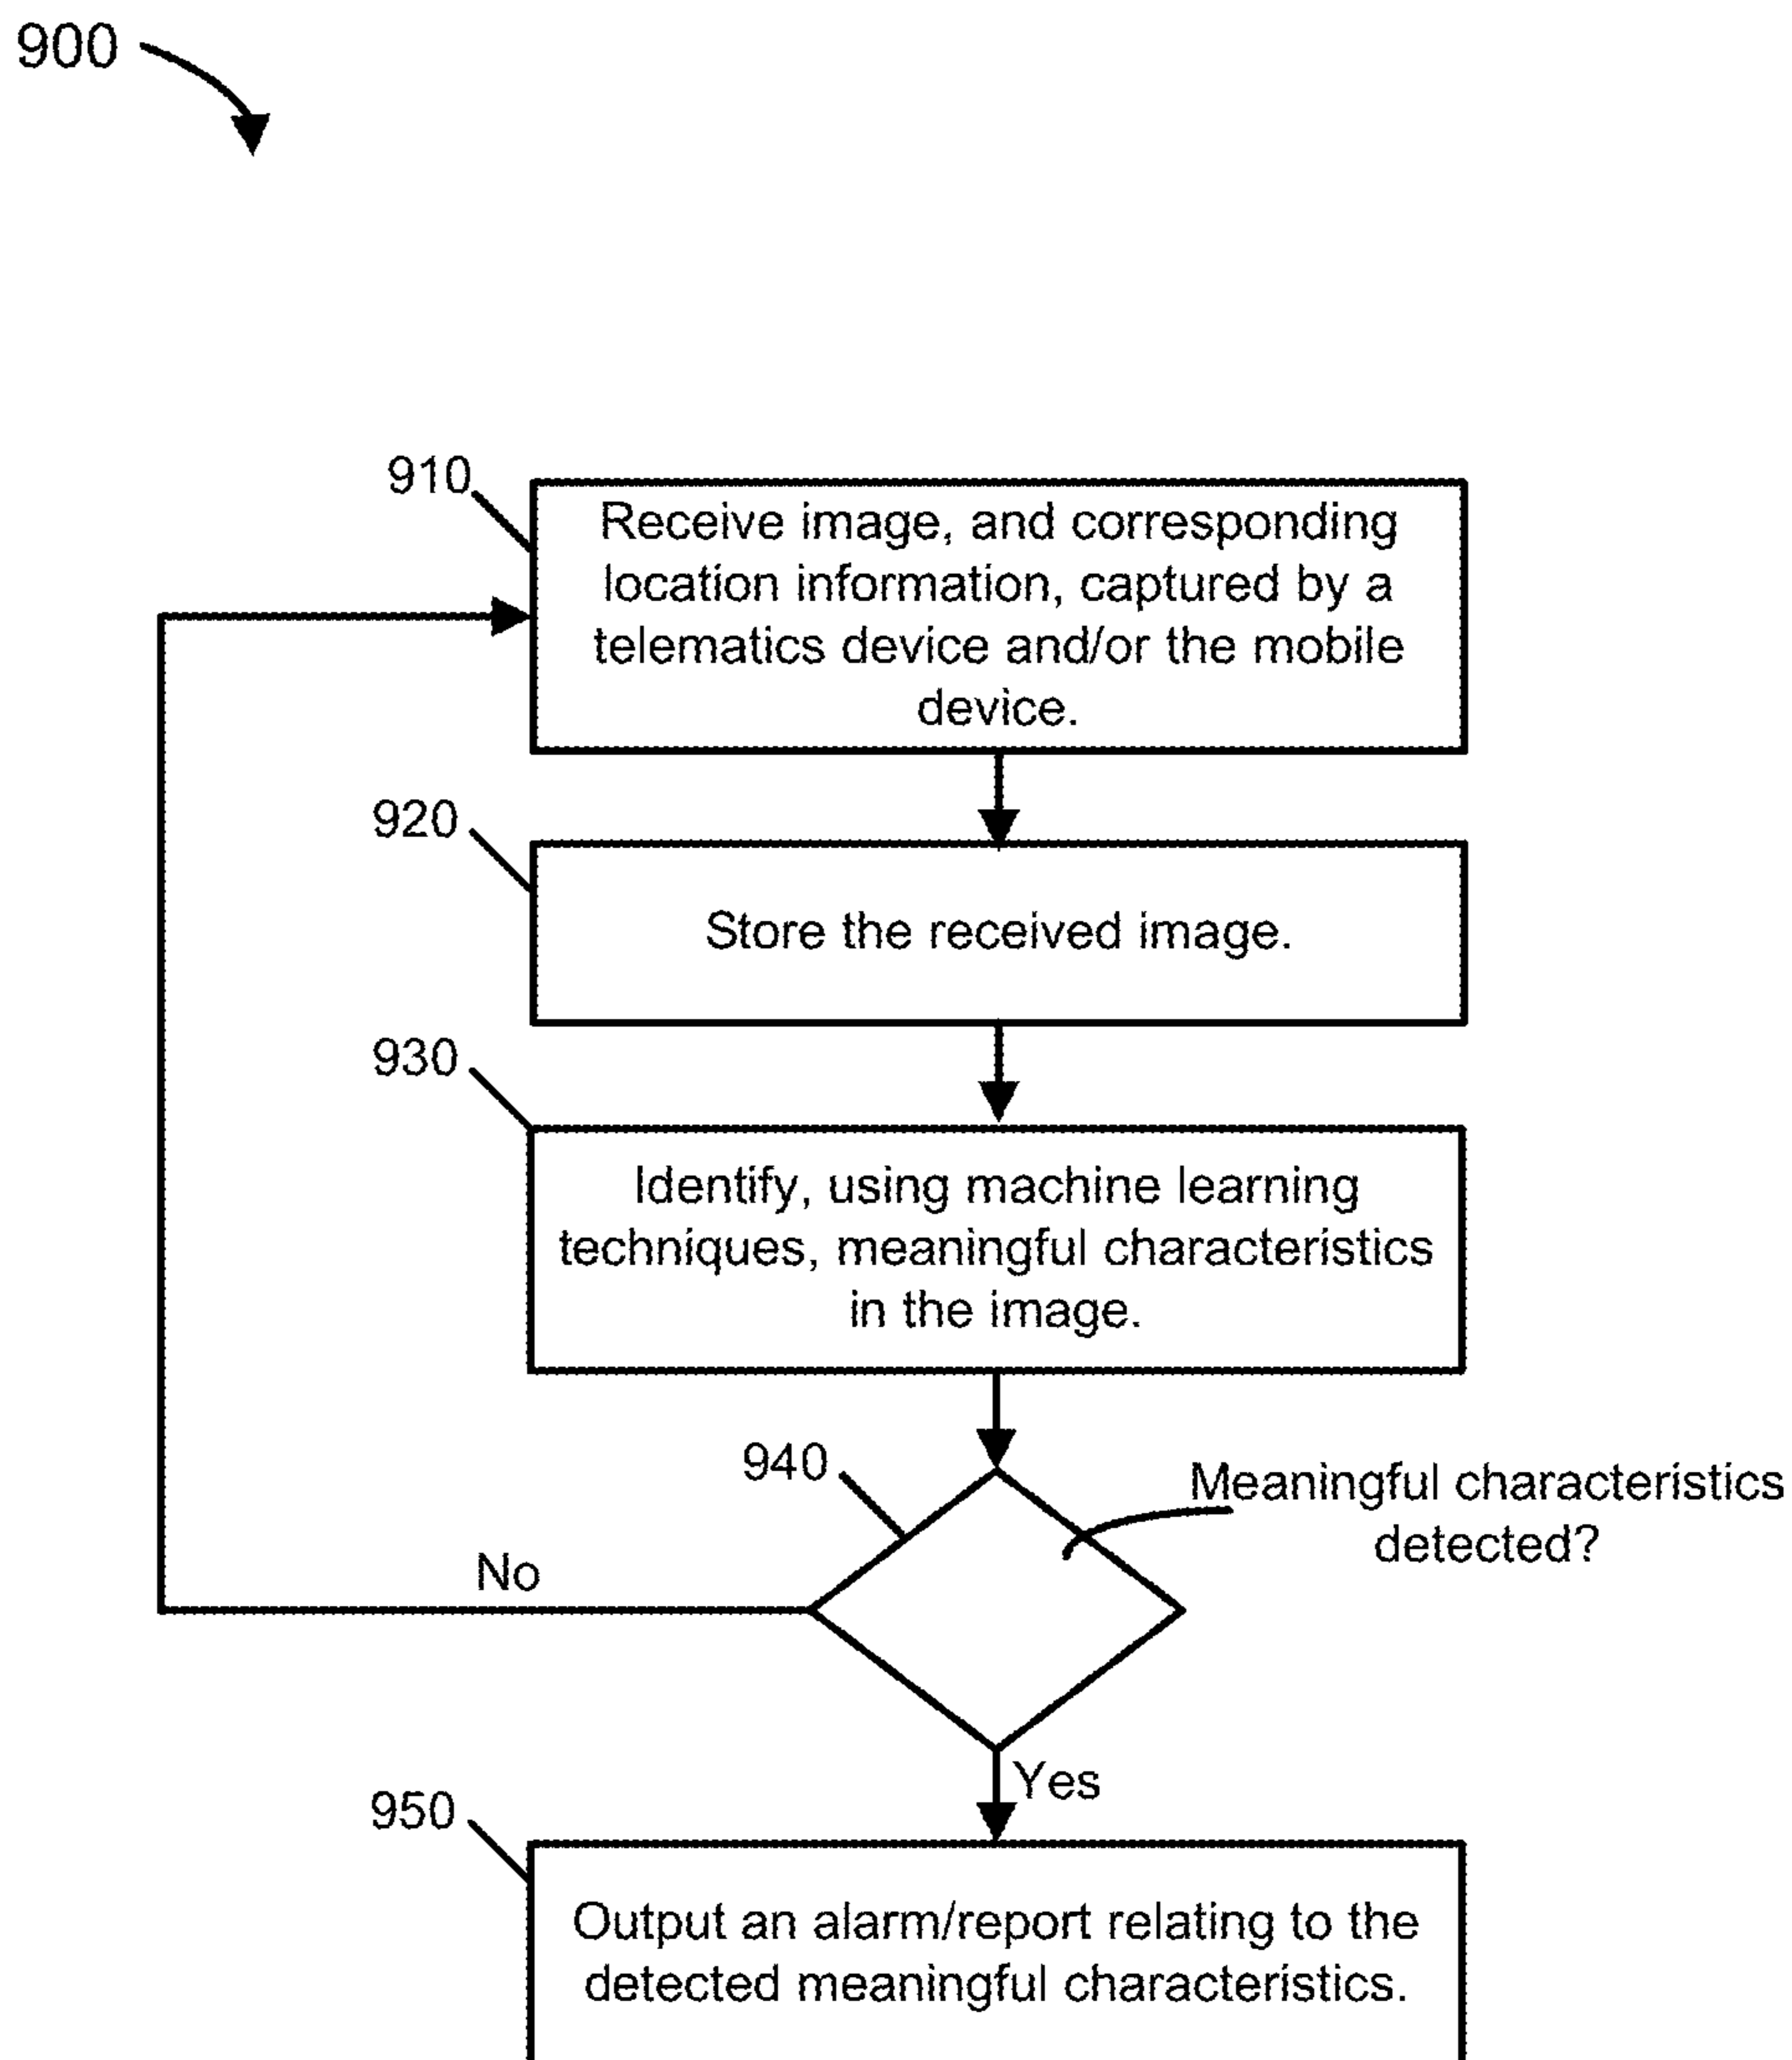 900
910
Receive image, and corresponding
location information, captured by a
telematics device and/or the mobile
device.
920
Store the received image.
930
Identify, using machine learning
techniques, meaningful characteristics
in the image.
940
Meaningful characteristics
detected?
No
Yes
950
Output an alarm/report relating to the
detected meaningful characteristics.